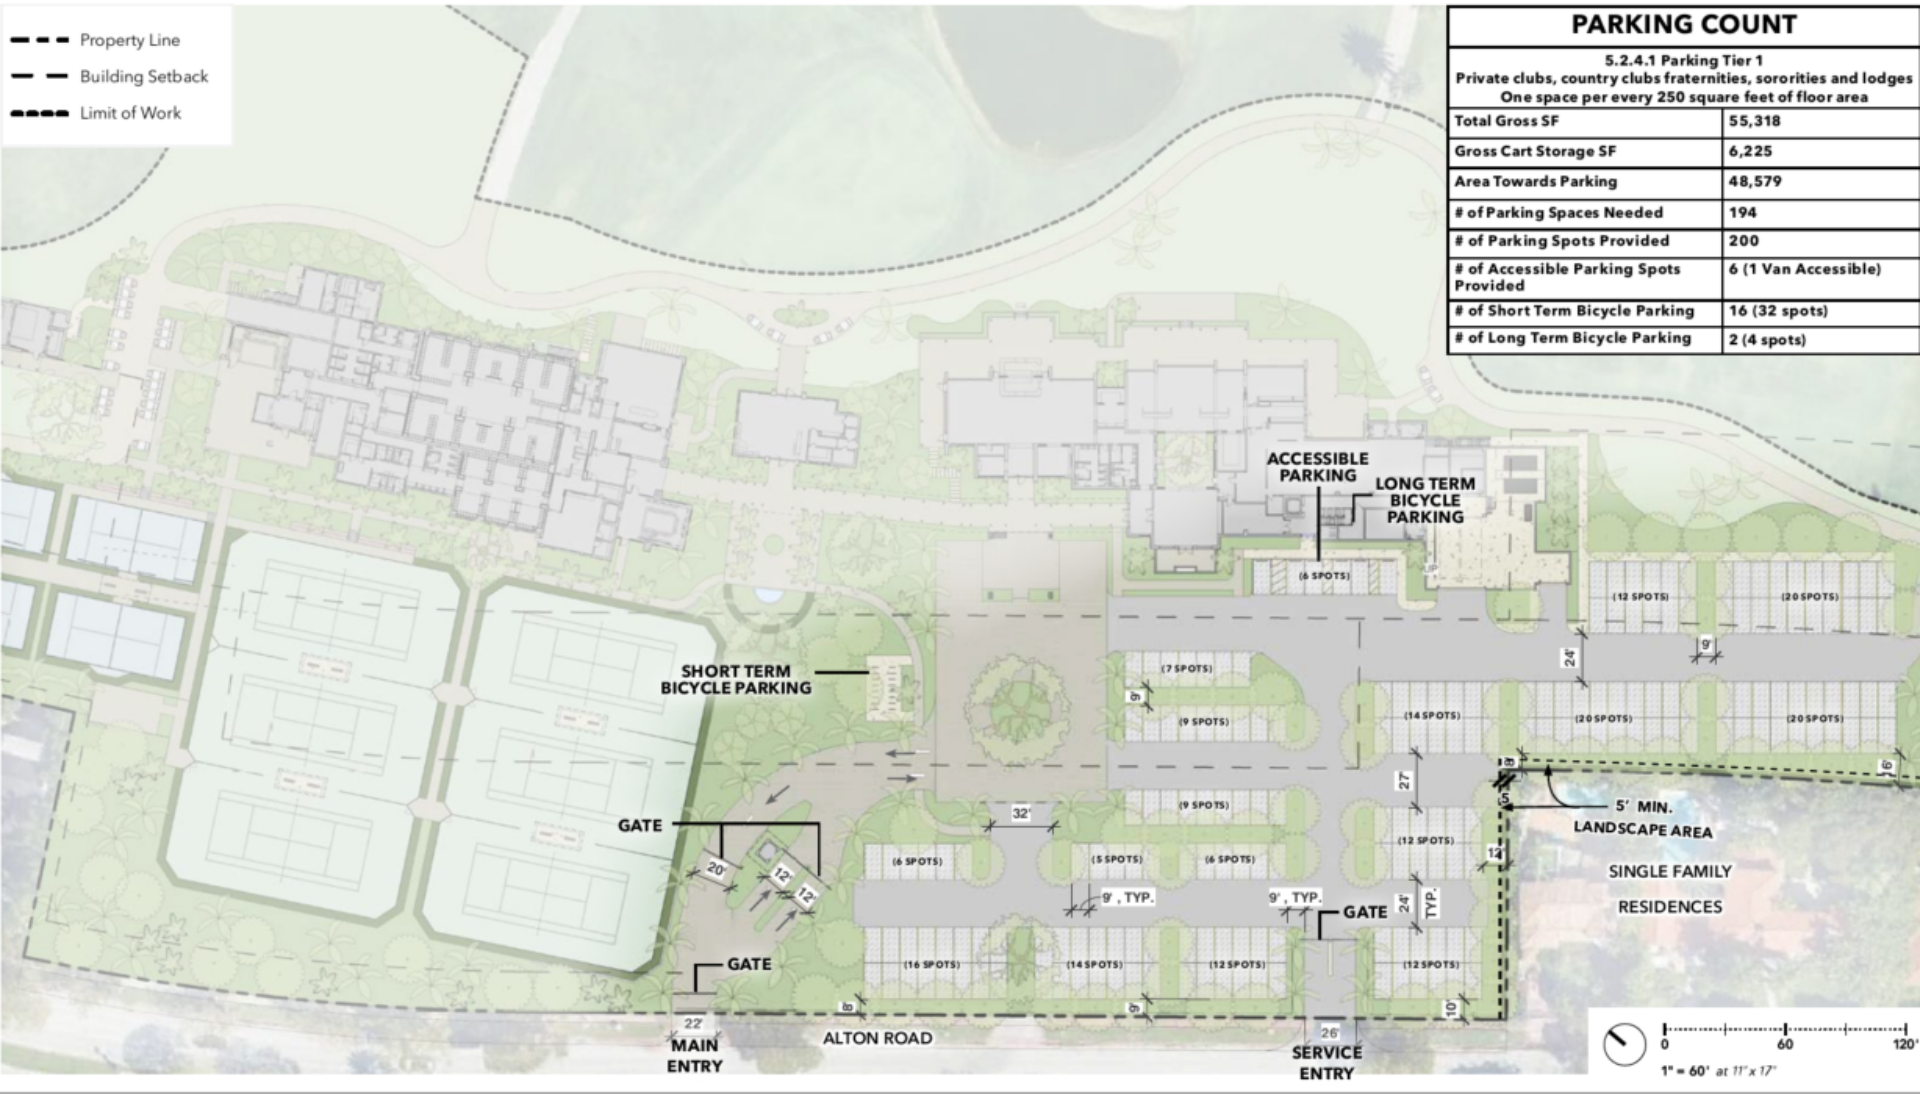 Property Line
Building Setback
Limit of Work
PARKING COUNT
5.2.4.1 Parking Tier 1
Private clubs, country clubs fraternities, sororities and lodges
One space per every 250 square feet of floor area
Total Gross SF 55,318
Gross Cart Storage SF 6,225
Area Towards Parking 48,579
# of Parking Spaces Needed 194
# of Parking Spots Provided 200
# of Accessible Parking Spots
Provided 6 (1 Van Accessible)
# of Short Term Bicycle Parking 16 (32 spots)
# of Long Term Bicycle Parking 2 (4 spots)
ACCESSIBLE
PARKING
LONG TERM
BICYCLE
PARKING
(6 SPOTS)
UP
(12 SPOTS)
(20 SPOTS)
24'
9'
SHORT TERM
BICYCLE PARKING
(7 SPOTS)
9'
(9 SPOTS)
(14 SPOTS)
(20 SPOTS)
(20 SPOTS)
8'
6'
27'
5
(9 SPOTS)
5' MIN.
LANDSCAPE AREA
GATE
32'
(12 SPOTS)
12'
20'
12'
12'
(6 SPOTS)
(5 SPOTS)
(6 SPOTS)
SINGLE FAMILY
RESIDENCES
9' , TYP.
9', TYP.
24'
TYP.
GATE
GATE
(16 SPOTS)
(14 SPOTS)
(12 SPOTS)
(12 SPOTS)
8'
9'
10'
22'
MAIN
ENTRY
ALTON ROAD
26'
SERVICE
ENTRY
0 60 120'
1" = 60' at 11"x 17"